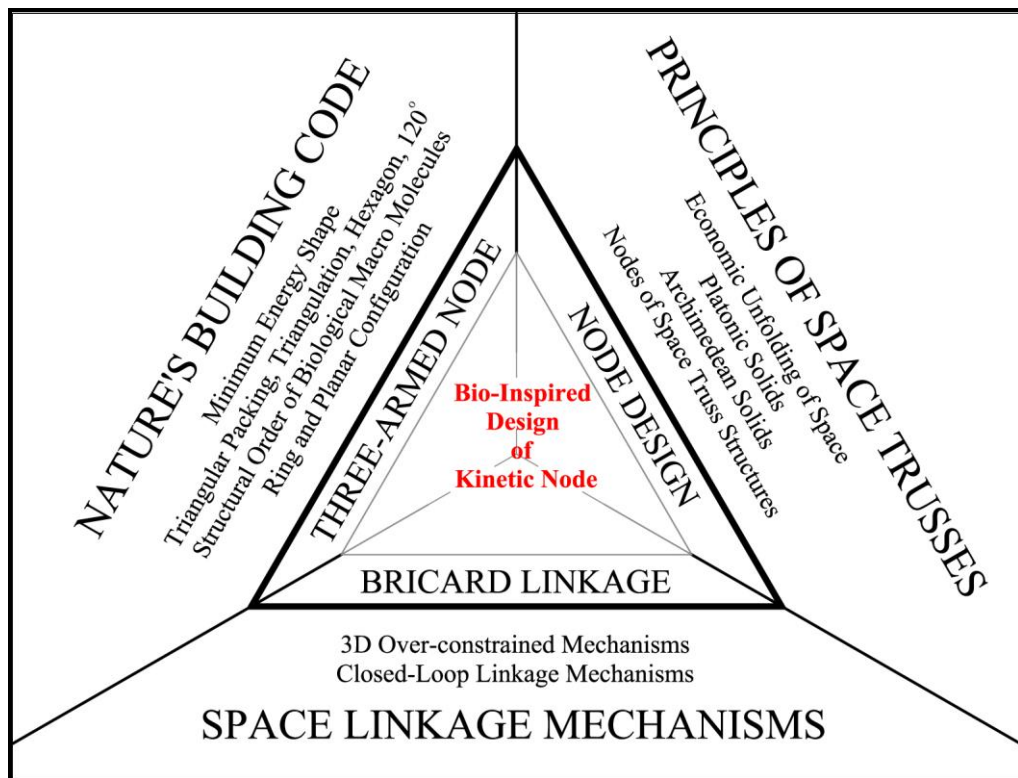 NATURE'S BUILDING CODE
Minimum Energy Shape
Triangular Packing, Triangulation, Hexagon, 120°
Structural Order of Biological Macro Molecules
Ring and Planar Configuration
THREE-ARMED NODE
PRINCIPLES OF SPACE TRUSSES
Economic Unfolding of Space
Platonic Solids
Archimedean Solids
Nodes of Space Truss Structures
NODE DESIGN
Bio-Inspired
Design
of
Kinetic Node
BRICARD LINKAGE
3D Over-constrained Mechanisms
Closed-Loop Linkage Mechanisms
SPACE LINKAGE MECHANISMS